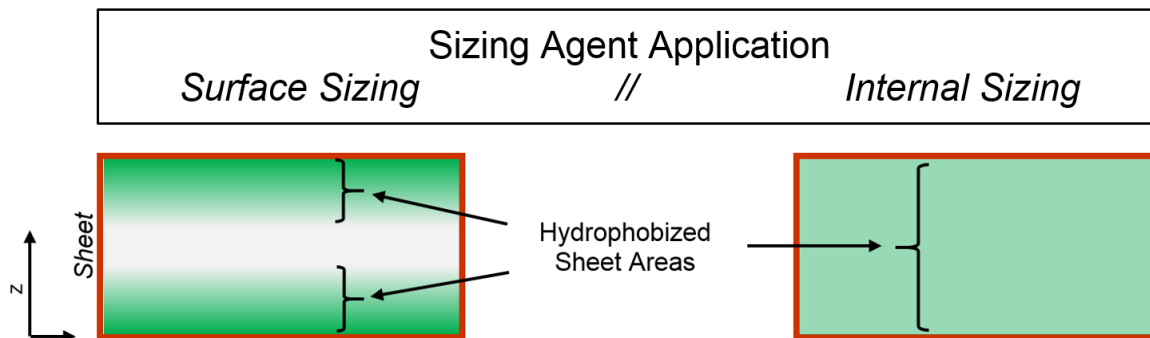 Sizing Agent Application
Surface Sizing // Internal Sizing
Sheet
Hydrophobized
Sheet Areas
z